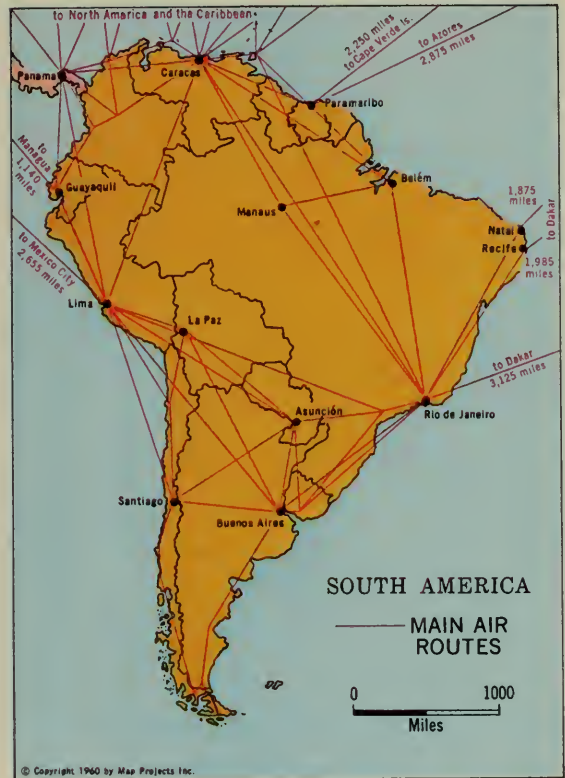 to North America and the Caribbean
Panama
Caracas
2,250 miles
to Cape Verde Is.
to Azores
2,875 miles
Paramaribo
to
Managua
1,140
miles
Guayaquil
Belém
Manaus
1,875
miles
Natal
to Dakar
Recife
1,985
miles
to Mexico City
2,655 miles
Lima
La Paz
to Dakar
3,125 miles
Asunción
Rio de Janeiro
Santiago
Buenos Aires
SOUTH AMERICA
MAIN AIR
ROUTES
0 1000
Miles
© Copyright 1960 by Map Projects Inc.